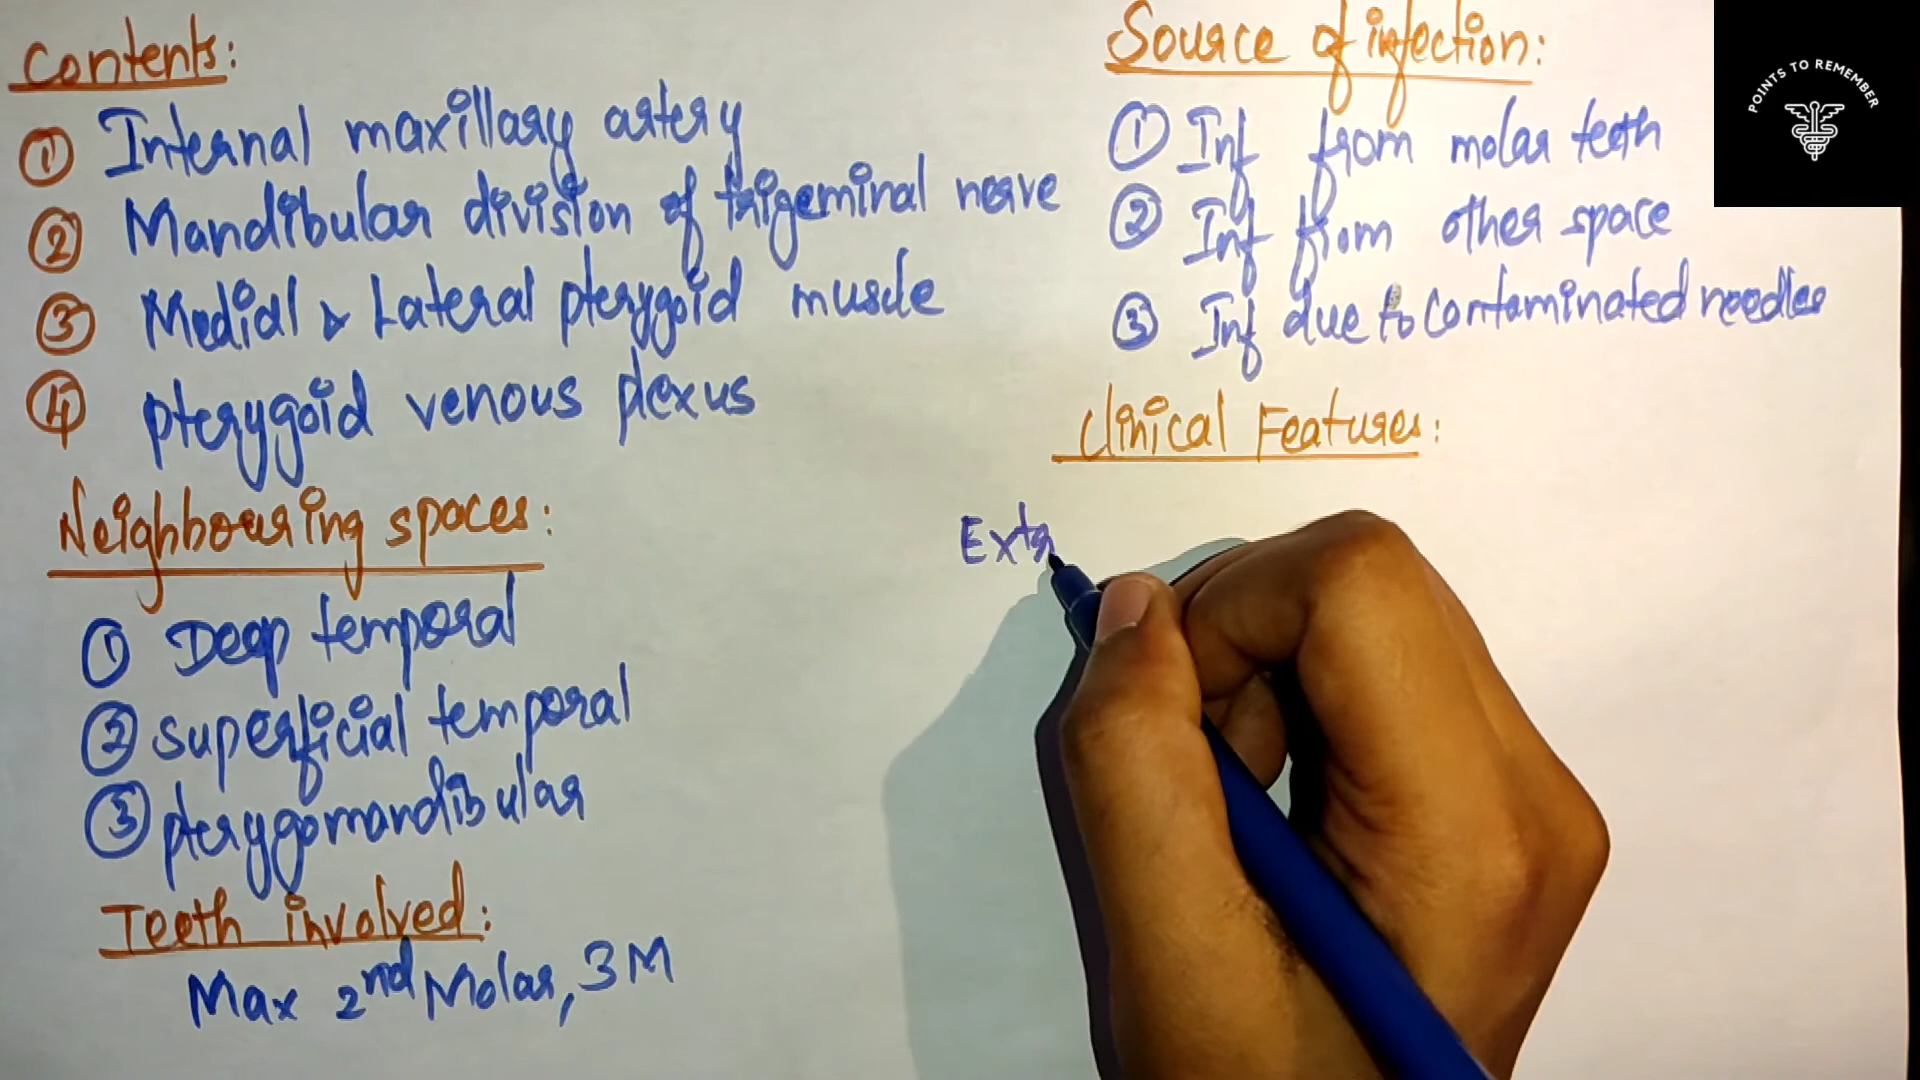 Contents:
① Internal maxillary artery
② Mandibular division of trigeminal nerve
③ Medial & Lateral pterygoid muscle
④ pterygoid venous plexus
Neighbouring spaces:
① Deep temporal
② superficial temporal
③ pterygomandibular
Teeth involved:
Max 2nd Molar, 3M
Source of infection:
① Inf from molar teeth
② Inf from other space
③ Inf due to contaminated needles
Clinical Features:
Extr
POINTS TO REMEMBER